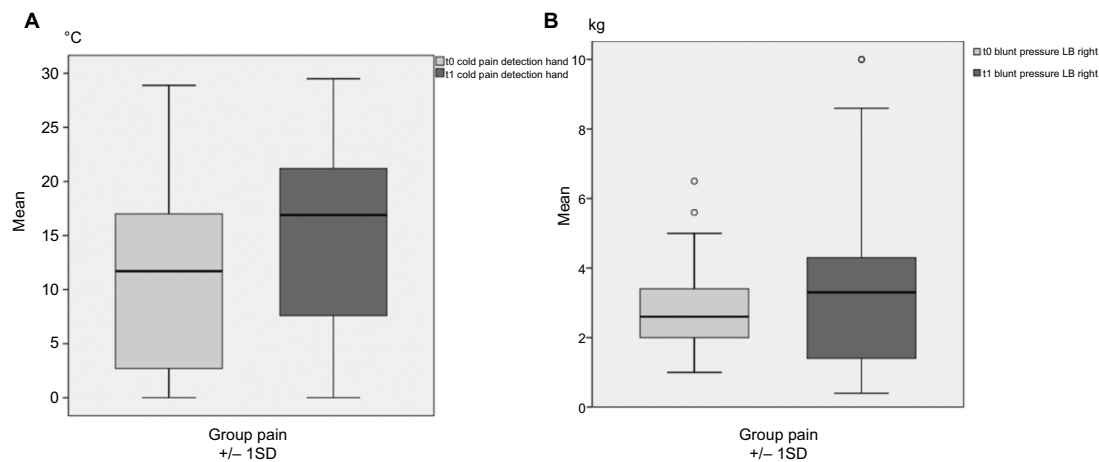 A
°C
30
25
20
15
10
5
0
Mean
t0 cold pain detection hand
t1 cold pain detection hand
Group pain
+/– 1SD
B
kg
10
8
6
4
2
0
Mean
t0 blunt pressure LB right
t1 blunt pressure LB right
Group pain
+/– 1SD